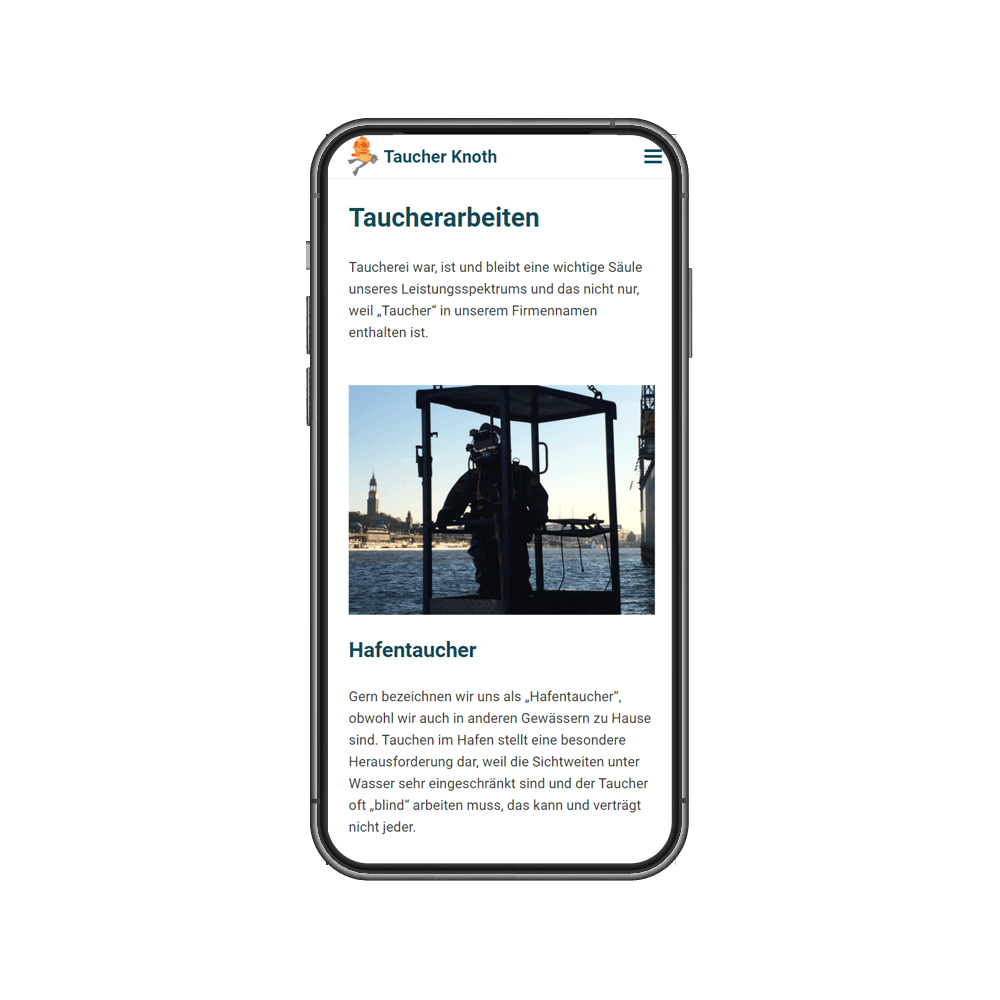 Taucher Knoth
Taucherarbeiten
Taucherei war, ist und bleibt eine wichtige Säule
unseres Leistungsspektrums und das nicht nur,
weil „Taucher“ in unserem Firmennamen
enthalten ist.
Hafentaucher
Gern bezeichnen wir uns als „Hafentaucher“,
obwohl wir auch in anderen Gewässern zu Hause
sind. Tauchen im Hafen stellt eine besondere
Herausforderung dar, weil die Sichtweiten unter
Wasser sehr eingeschränkt sind und der Taucher
oft „blind“ arbeiten muss, das kann und verträgt
nicht jeder.